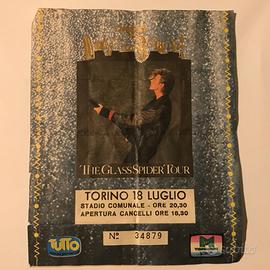 THE GLASS SPIDER TOUR
TORINO 18 LUGLIO
STADIO COMUNALE - ORE 20,30
APERTURA CANCELLI ORE 16,30
Nº 34879
TUTTO